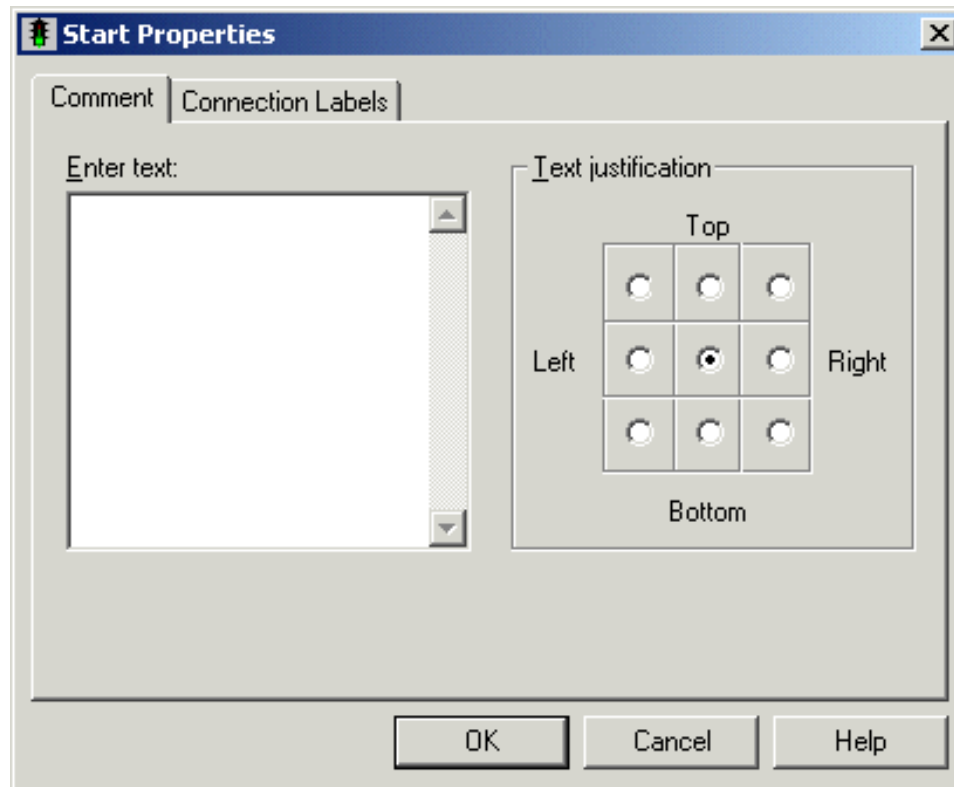 Start Properties
Comment Connection Labels
Enter text:
Text justification
Top
Left Right
Bottom
OK Cancel Help